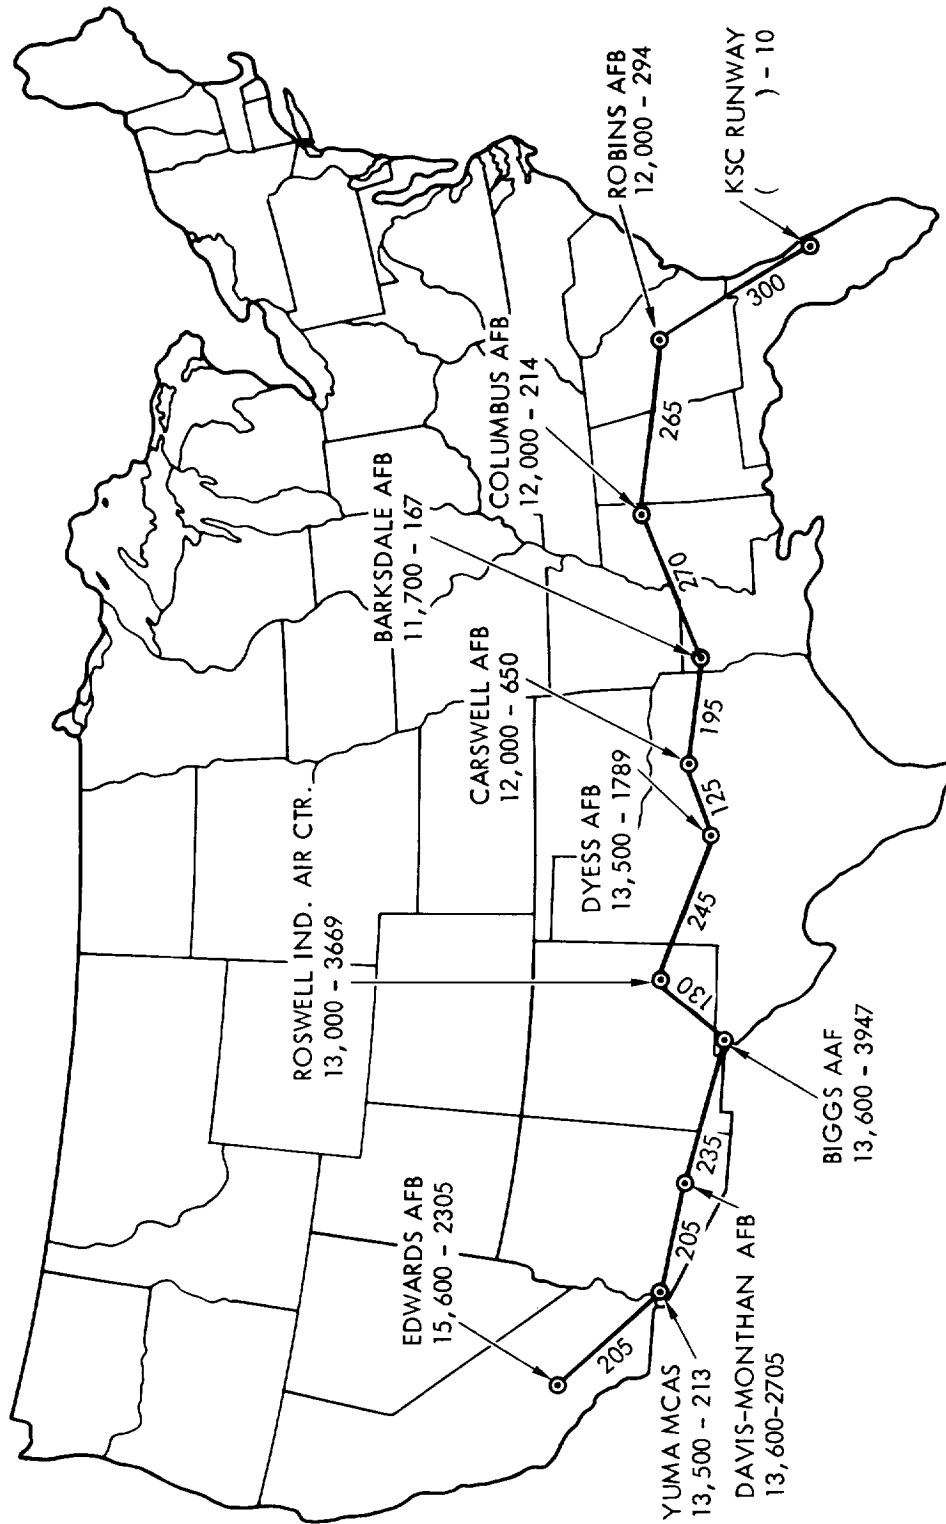 EDWARDS AFB
15,600 - 2305
205
YUMA MCAS
13,500 - 213
205
DAVIS-MONTHAN AFB
13,600-2705
235
BIGGS AAF
13,600 - 3947
130
ROSWELL IND. AIR CTR.
13,000 - 3669
245
DYESS AFB
13,500 - 1789
125
CARSWELL AFB
12,000 - 650
195
BARKSDALE AFB
11,700 - 167
270
COLUMBUS AFB
12,000 - 214
265
ROBINS AFB
12,000 - 294
300
KSC RUNWAY
( ) - 10